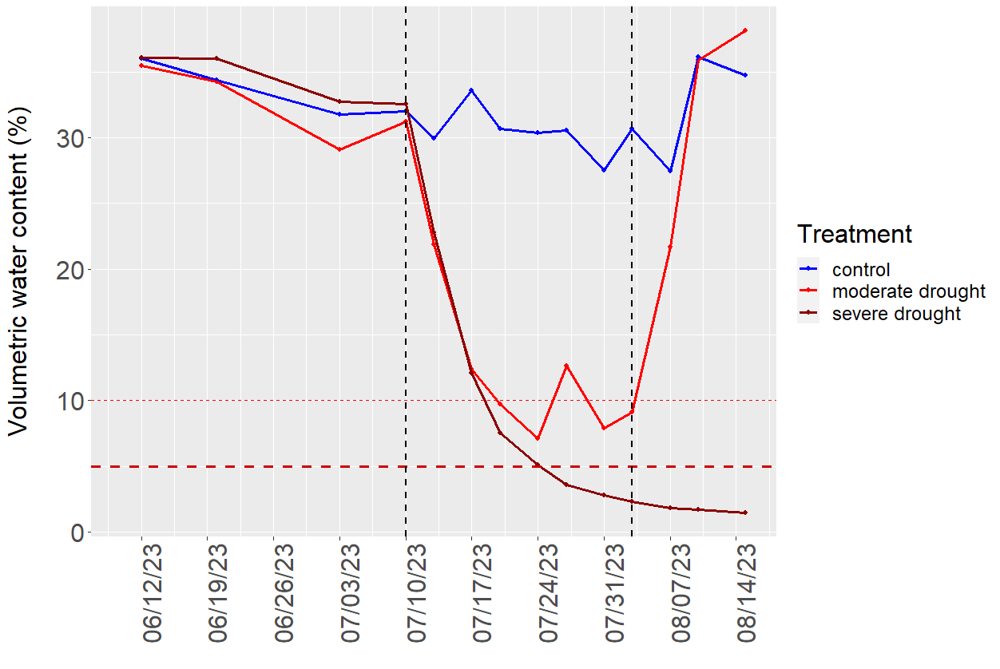 Volumetric water content (%)
30
20
10
0
06/12/23
06/19/23
06/26/23
07/03/23
07/10/23
07/17/23
07/24/23
07/31/23
08/07/23
08/14/23
Treatment
control
moderate drought
severe drought